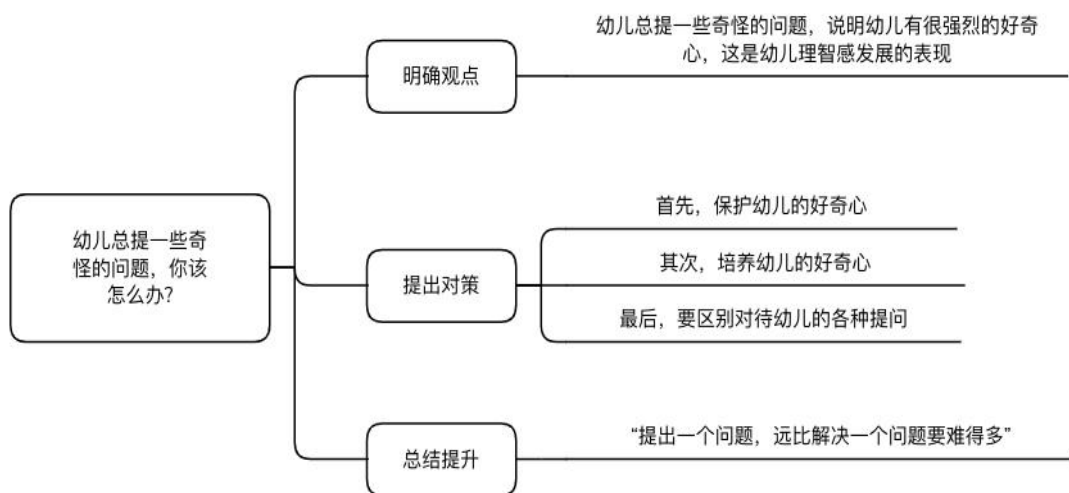 幼儿总提一些奇
怪的问题，你该
怎么办?
明确观点
幼儿总提一些奇怪的问题，说明幼儿有很强烈的好奇
心，这是幼儿理智感发展的表现
提出对策
首先，保护幼儿的好奇心
其次，培养幼儿的好奇心
最后，要区别对待幼儿的各种提问
总结提升
“提出一个问题，远比解决一个问题要难得多”